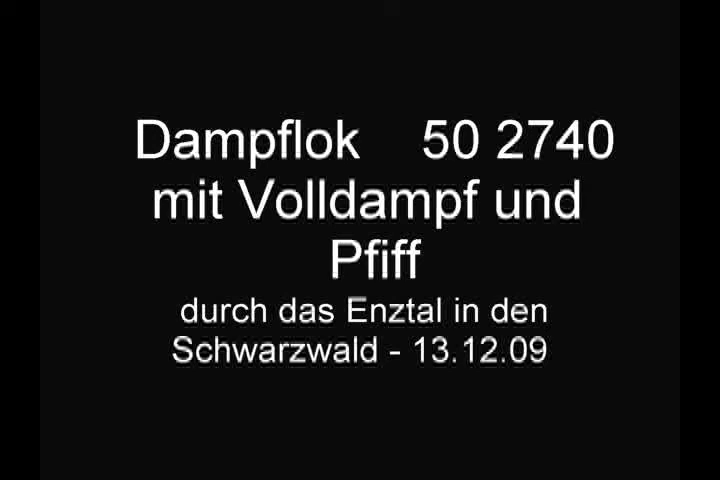 Dampflok 50 2740
mit Volldampf und
Pfiff
durch das Enztal in den
Schwarzwald - 13.12.09